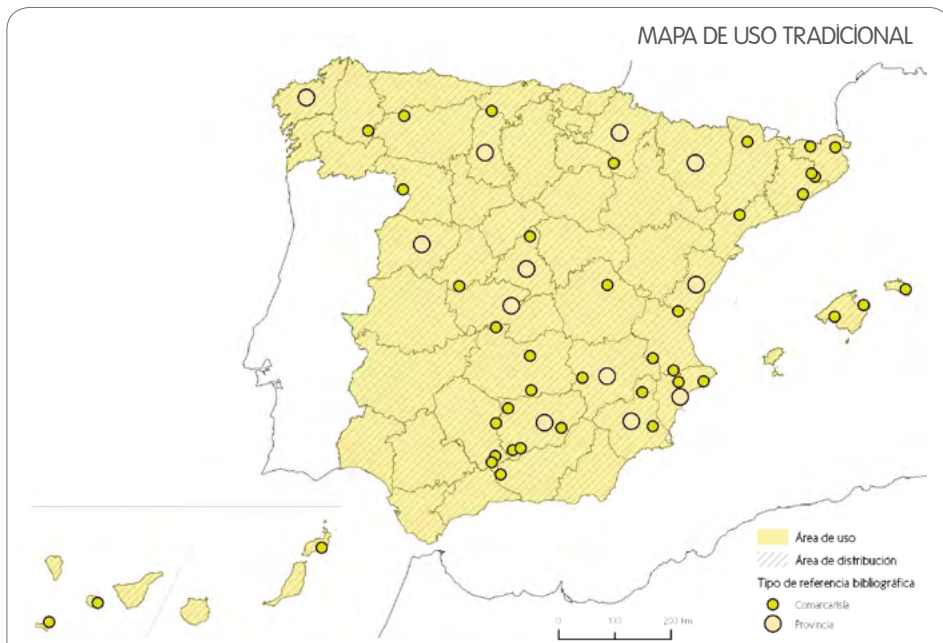 MAPA DE USO TRADICIONAL
Área de uso
Área de distribución
Tipo de referencia bibliográfica
Comarca/Isla
Provincia
0 100 200 km